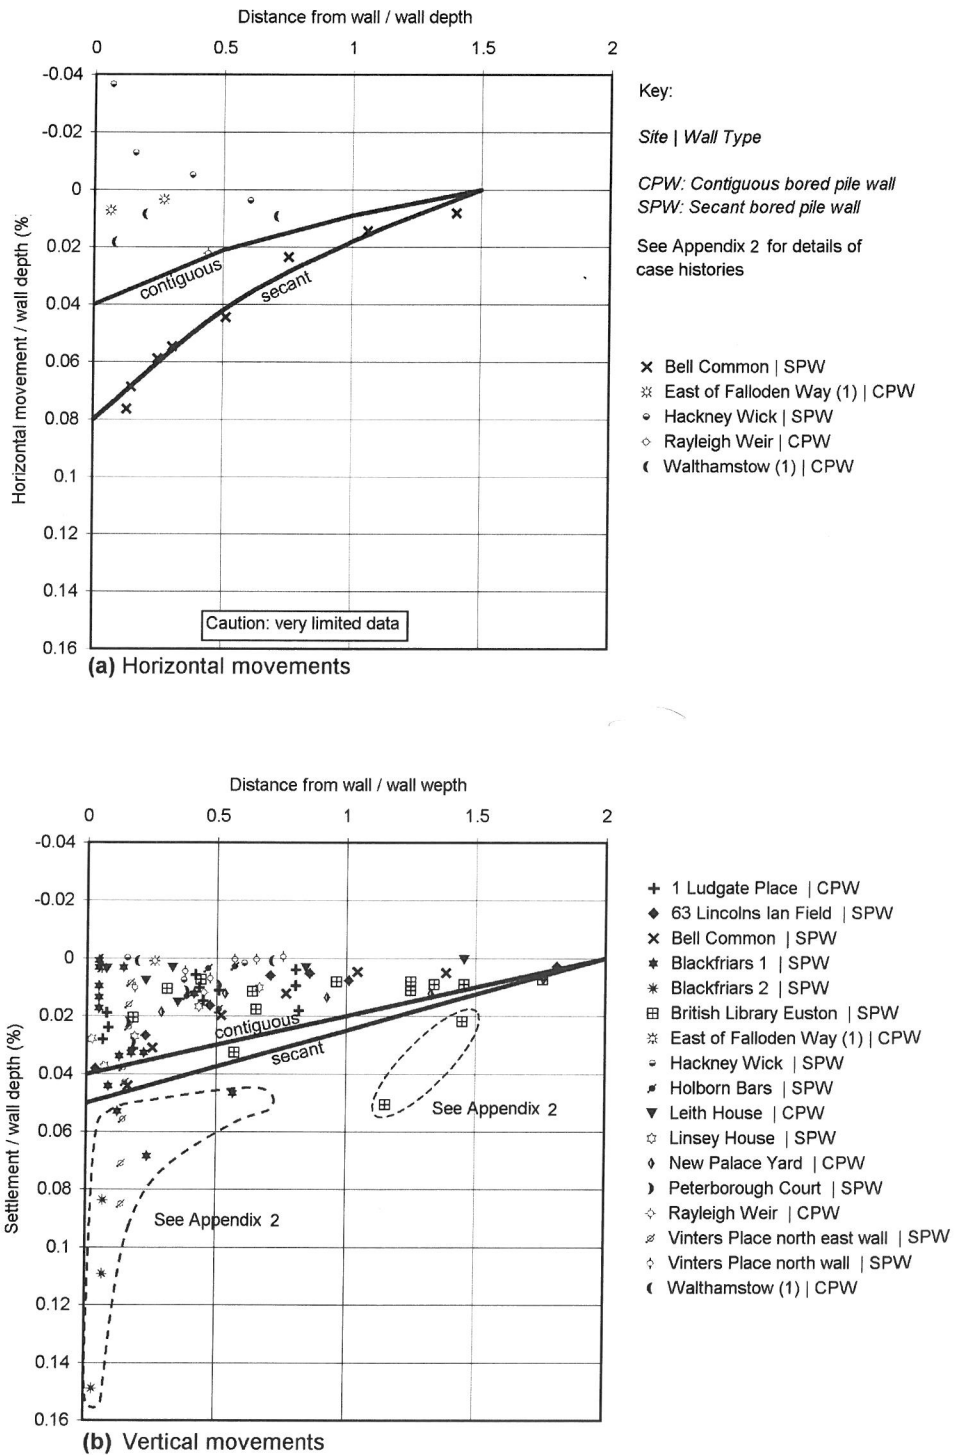 Distance from wall / wall depth
0 0.5 1 1.5 2
-0.04
-0.02
0
0.02
0.04
0.06
0.08
0.1
0.12
0.14
0.16
Horizontal movement / wall depth (%
contiguous
secant
Caution: very limited data
(a) Horizontal movements
Key:
Site | Wall Type
CPW: Contiguous bored pile wall
SPW: Secant bored pile wall
See Appendix 2 for details of
case histories
Bell Common | SPW
East of Falloden Way (1) | CPW
Hackney Wick | SPW
Rayleigh Weir | CPW
Walthamstow (1) | CPW
Distance from wall / wall wepth
0 0.5 1 1.5 2
-0.04
-0.02
0
0.02
0.04
0.06
0.08
0.1
0.12
0.14
0.16
Settlement / wall depth (%)
contiguous
secant
See Appendix 2
See Appendix 2
(b) Vertical movements
1 Ludgate Place | CPW
63 Lincolns Ian Field | SPW
Bell Common | SPW
Blackfriars 1 | SPW
Blackfriars 2 | SPW
British Library Euston | SPW
East of Falloden Way (1) | CPW
Hackney Wick | SPW
Holborn Bars | SPW
Leith House | CPW
Linsey House | SPW
New Palace Yard | CPW
Peterborough Court | SPW
Rayleigh Weir | CPW
Vinters Place north east wall | SPW
Vinters Place north wall | SPW
Walthamstow (1) | CPW